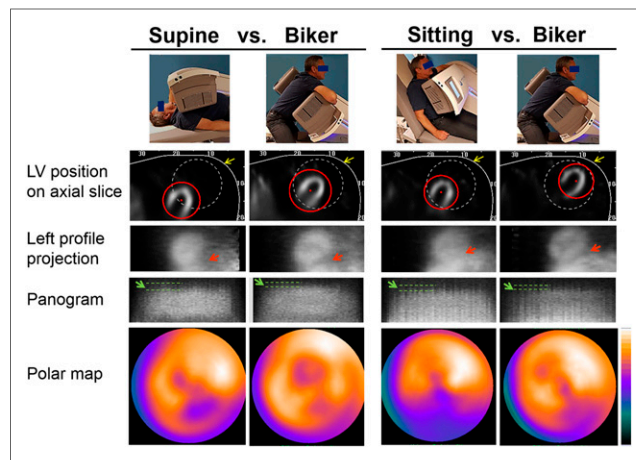 Supine vs. Biker
Sitting vs. Biker
LV position
on axial slice
30 20 10
30 20 10
30 20 10
30 20 10
Left profile
projection
Panogram
Polar map